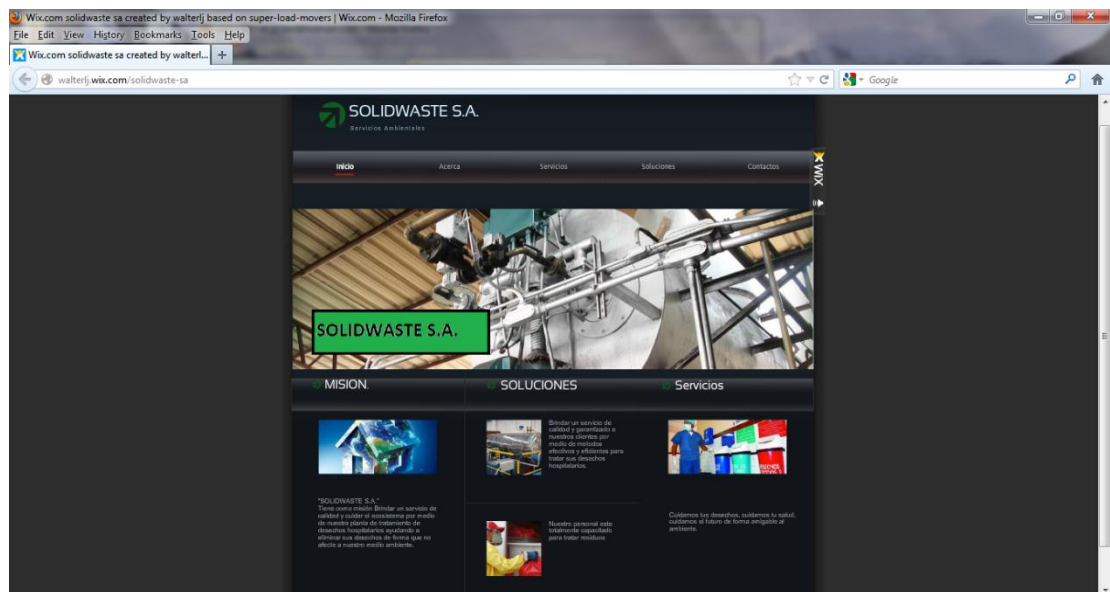 Wix.com solidwaste sa created by walterlj based on super-load-movers | Wix.com - Mozilla Firefox
File Edit View History Bookmarks Tools Help
Wix.com solidwaste sa created by walterl... +
walterlj.wix.com/solidwaste-sa
Google
SOLIDWASTE S.A.
Servicios Ambientales
Inicio Acerca Servicios Soluciones Contactos
WIX
SOLIDWASTE S.A.
MISION.
"SOLIDWASTE S.A."
Tiene como misión Brindar un servicio de
calidad y cuidar el ecosistema por medio
de nuestra planta de tratamiento de
desechos hospitalarios ayudando a
eliminar sus desechos de forma que no
afecte a nuestro medio ambiente.
SOLUCIONES
Brindar un servicio de
calidad y garantizado a
nuestros clientes por
medio de metodos
efectivos y eficientes para
tratar sus desechos
hospitalarios.
Nuestro personal esta
totalmente capacitado
para tratar residuos
Servicios
Cuidamos tus desechos, cuidamos tu salud,
cuidamos el futuro de forma amigable al
ambiente.